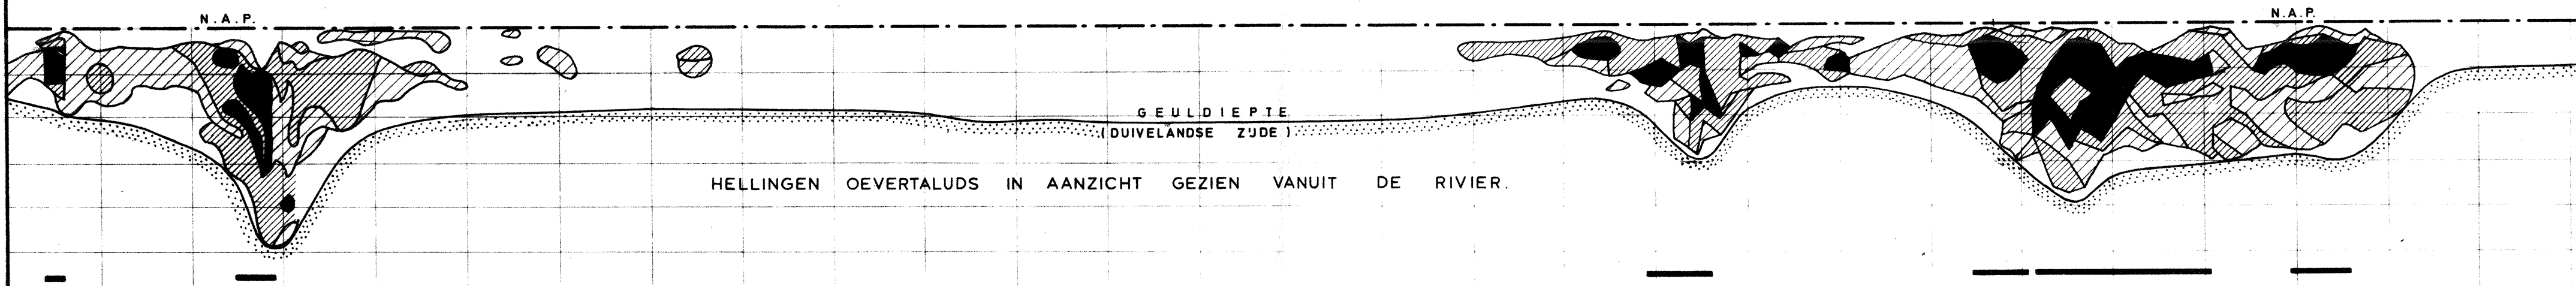 N.A.P.
N.A.P.
GEULDIEPTE
(DUIVELANDSE ZIJDE)
HELLINGEN OEVERTALUDS IN AANZICHT GEZIEN VANUIT DE RIVIER.